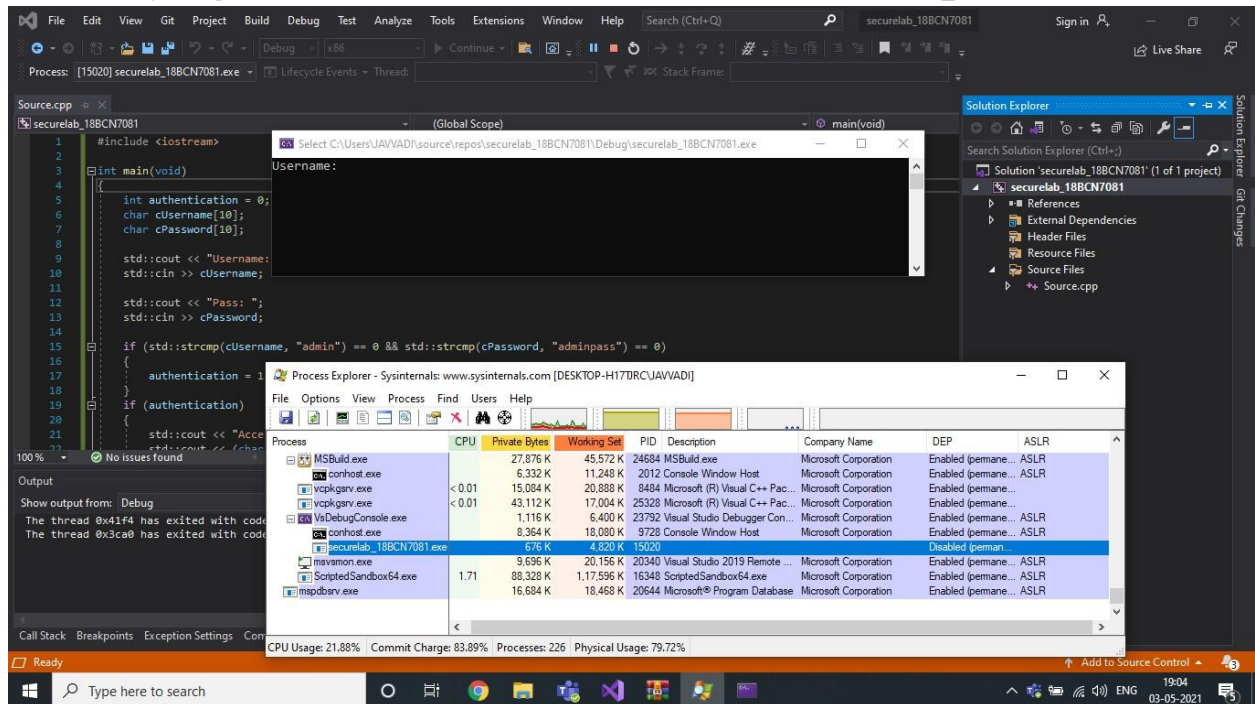 File Edit View Git Project Build Debug Test Analyze Tools Extensions Window Help Search (Ctrl+Q) securelab_18BCN7081 Sign in
Debug x86 Continue Live Share
Process: [15020] securelab_18BCN7081.exe Lifecycle Events Thread: Stack Frame:
Source.cpp
securelab_18BCN7081 (Global Scope) main(void)
1 #include <iostream>
2
3 int main(void)
4 {
5 int authentication = 0;
6 char cUsername[10];
7 char cPassword[10];
8
9 std::cout << "Username:
10 std::cin >> cUsername;
11
12 std::cout << "Pass: ";
13 std::cin >> cPassword;
14
15 if (std::strcmp(cUsername, "admin") == 0 && std::strcmp(cPassword, "adminpass") == 0)
16 {
17 authentication = 1
18 }
19 if (authentication)
20 {
21 std::cout << "Acce
22 std::cout << (char
100 % No issues found
Select C:\Users\JAVVADI\source\repos\securelab_18BCN7081\Debug\securelab_18BCN7081.exe
Username:
Solution Explorer
Search Solution Explorer (Ctrl+;)
Solution 'securelab_18BCN7081' (1 of 1 project)
securelab_18BCN7081
References
External Dependencies
Header Files
Resource Files
Source Files
Source.cpp
Solution Explorer
Git Changes
Output
Show output from: Debug
The thread 0x41f4 has exited with code
The thread 0x3ca0 has exited with code
Call Stack Breakpoints Exception Settings Com
Process Explorer - Sysinternals: www.sysinternals.com
File Options View Process Find Users Help
Process CPU Private Bytes Working Set PID Description Company Name DEP ASLR
MSBuild.exe 27,876 K 45,572 K 24684 MSBuild.exe Microsoft Corporation Enabled (permane... ASLR
conhost.exe 6,332 K 11,248 K 2012 Console Window Host Microsoft Corporation Enabled (permane... ASLR
vcpkgsrv.exe < 0.01 15,084 K 20,888 K 8484 Microsoft (R) Visual C++ Pac... Microsoft Corporation Enabled (permane...
vcpkgsrv.exe < 0.01 43,112 K 17,004 K 25328 Microsoft (R) Visual C++ Pac... Microsoft Corporation Enabled (permane...
VsDebugConsole.exe 1,116 K 6,400 K 23792 Visual Studio Debugger Con... Microsoft Corporation Enabled (permane... ASLR
conhost.exe 8,364 K 18,080 K 9728 Console Window Host Microsoft Corporation Enabled (permane... ASLR
securelab_18BCN7081.exe 676 K 4,820 K 15020 Disabled (perman...
msvsmon.exe 9,696 K 20,156 K 20340 Visual Studio 2019 Remote ... Microsoft Corporation Enabled (permane... ASLR
ScriptedSandbox64.exe 1.71 88,328 K 1,17,596 K 16348 ScriptedSandbox64.exe Microsoft Corporation Enabled (permane... ASLR
mspdbsrv.exe 16,644 K 18,468 K 20644 Microsoft® Program Database Microsoft Corporation Enabled (permane... ASLR
CPU Usage: 21.88% Commit Charge: 83.89% Processes: 226 Physical Usage: 79.72%
Ready Add to Source Control 3
Type here to search ENG 19:04
03-05-2021 5